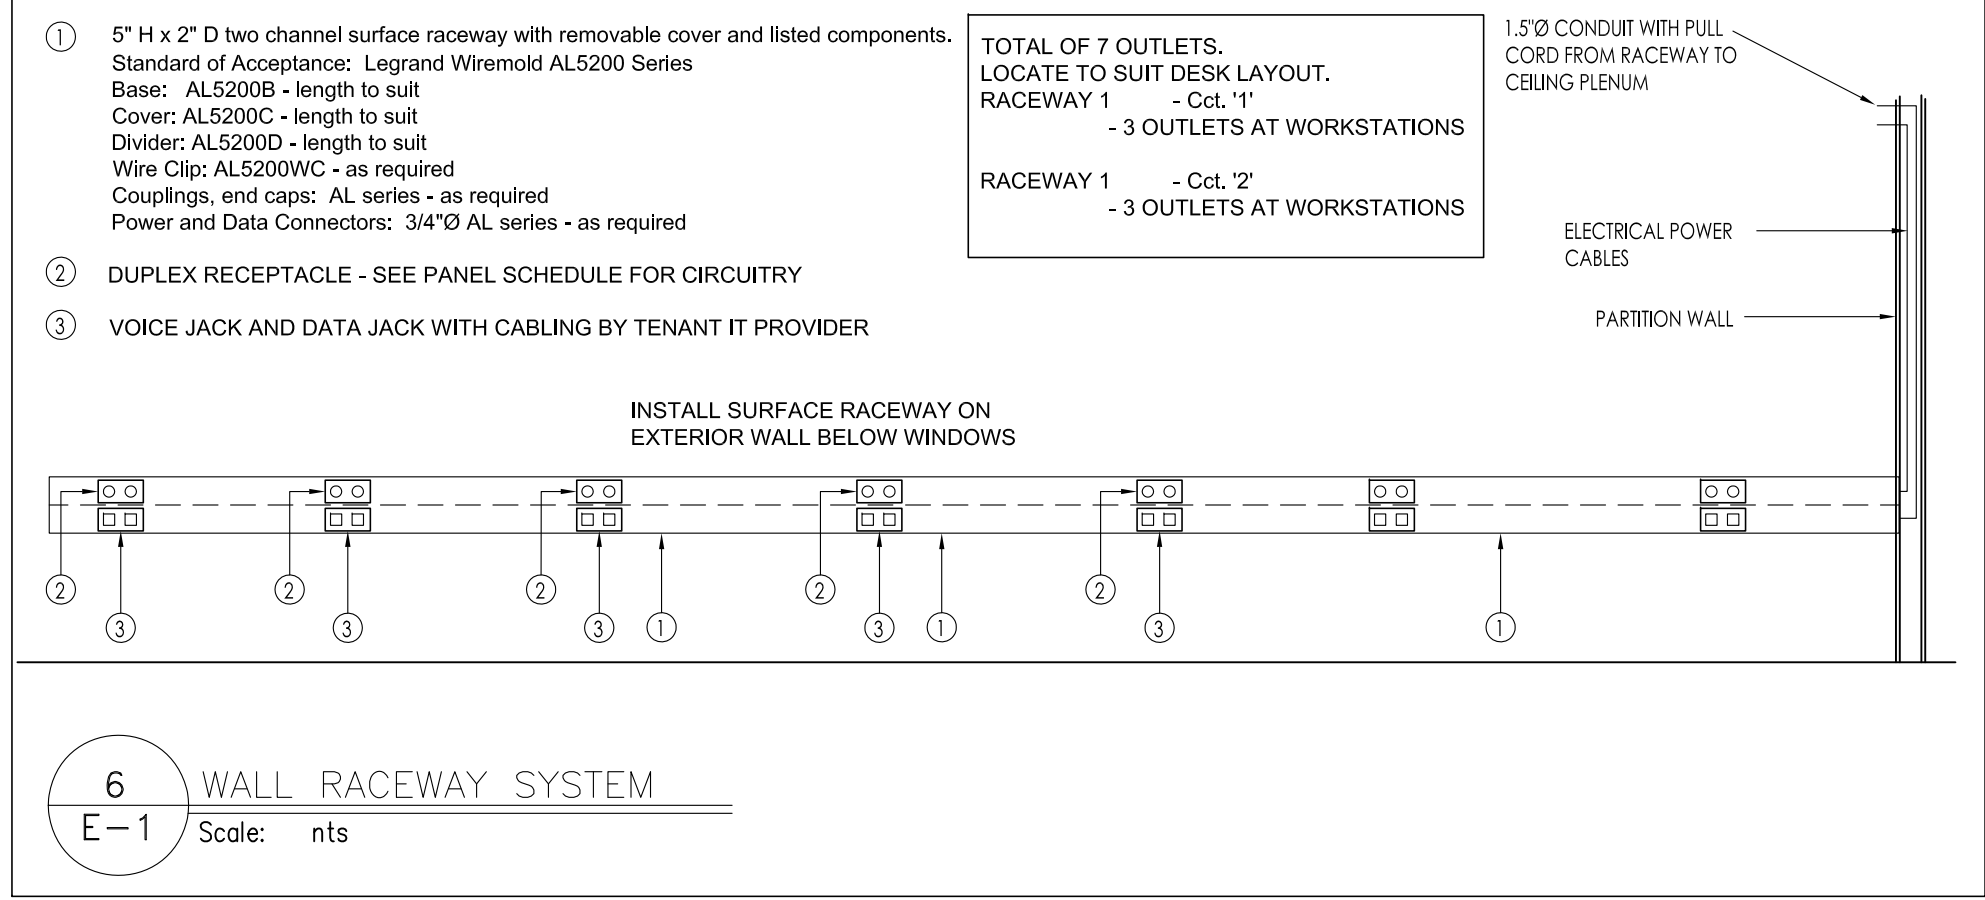 1 5" H x 2" D two channel surface raceway with removable cover and listed components.
Standard of Acceptance: Legrand Wiremold AL5200 Series
Base: AL5200B - length to suit
Cover: AL5200C - length to suit
Divider: AL5200D - length to suit
Wire Clip: AL5200WC - as required
Couplings, end caps: AL series - as required
Power and Data Connectors: 3/4"Ø AL series - as required
2 DUPLEX RECEPTACLE - SEE PANEL SCHEDULE FOR CIRCUITRY
3 VOICE JACK AND DATA JACK WITH CABLING BY TENANT IT PROVIDER
TOTAL OF 7 OUTLETS.
LOCATE TO SUIT DESK LAYOUT.
RACEWAY 1 - Cct. '1'
- 3 OUTLETS AT WORKSTATIONS
RACEWAY 1 - Cct. '2'
- 3 OUTLETS AT WORKSTATIONS
1.5"Ø CONDUIT WITH PULL
CORD FROM RACEWAY TO
CEILING PLENUM
ELECTRICAL POWER
CABLES
PARTITION WALL
INSTALL SURFACE RACEWAY ON
EXTERIOR WALL BELOW WINDOWS
2 2 2 2 2
3 3 3 1 3 1 3 1
6 WALL RACEWAY SYSTEM
E-1 Scale: nts